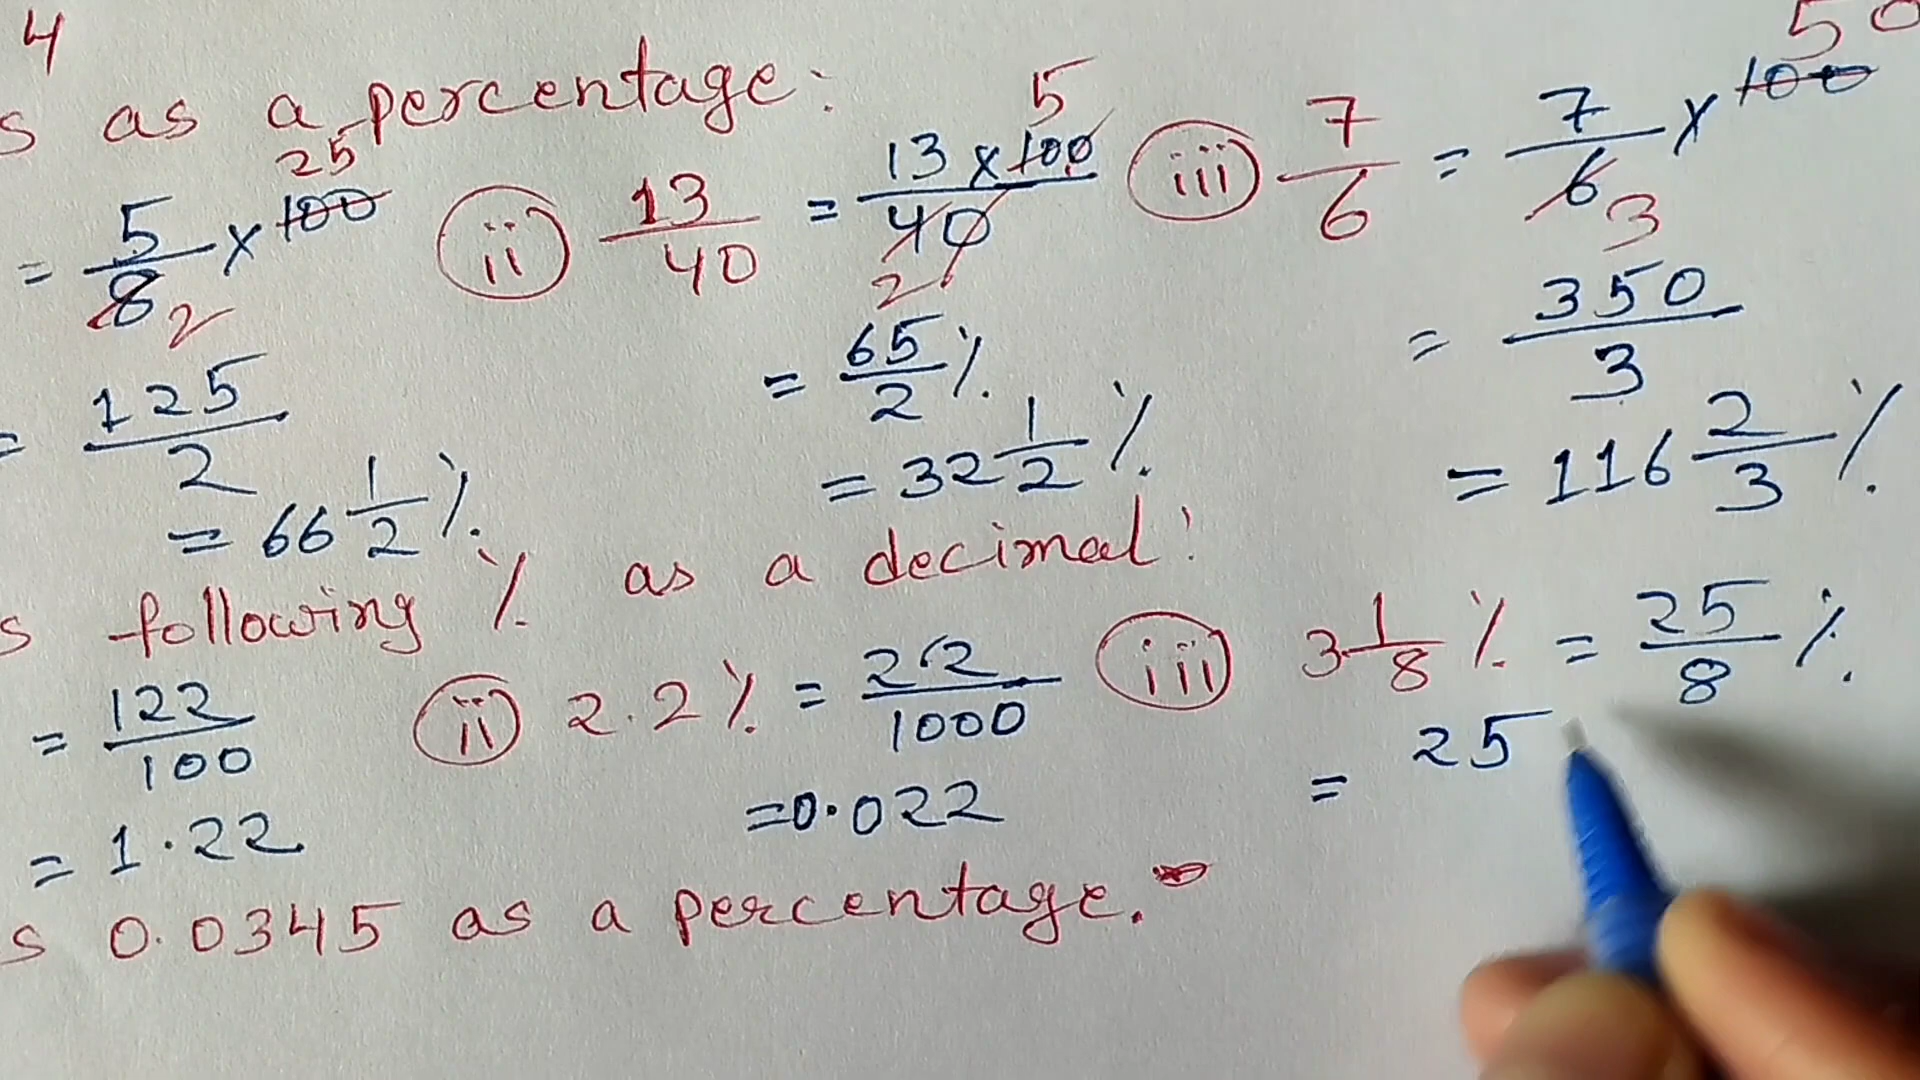 4
s as a percentage:
= 5/8 2 × 100 25
= 125/2
= 66 1/2 %
ii 13/40 = 13 × 100 5/40 2
= 65/2 %
= 32 1/2 %
iii 7/6 = 7/6 3 × 100 50
= 350/3
= 116 2/3 %
s following % as a decimal:
= 122/100
= 1.22
ii 2.2% = 22/1000
= 0.022
iii 3 1/8 % = 25/8 %
= 25
s 0.0345 as a percentage.